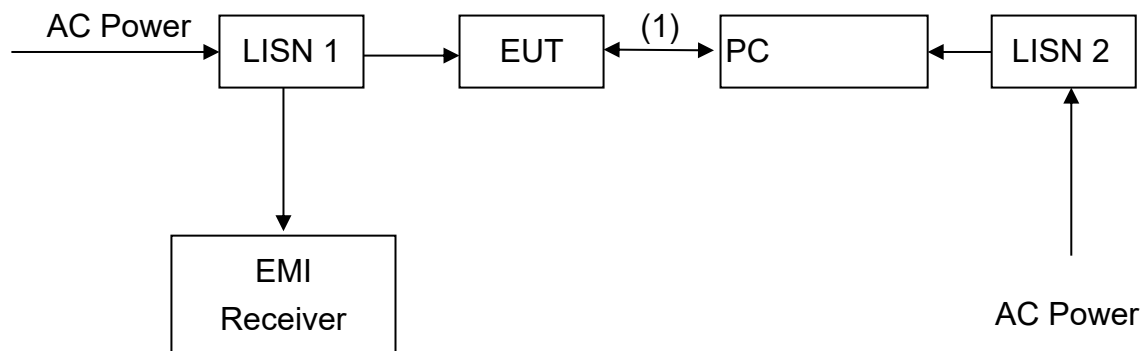 AC Power
LISN 1
EUT
(1)
PC
LISN 2
EMI
Receiver
AC Power